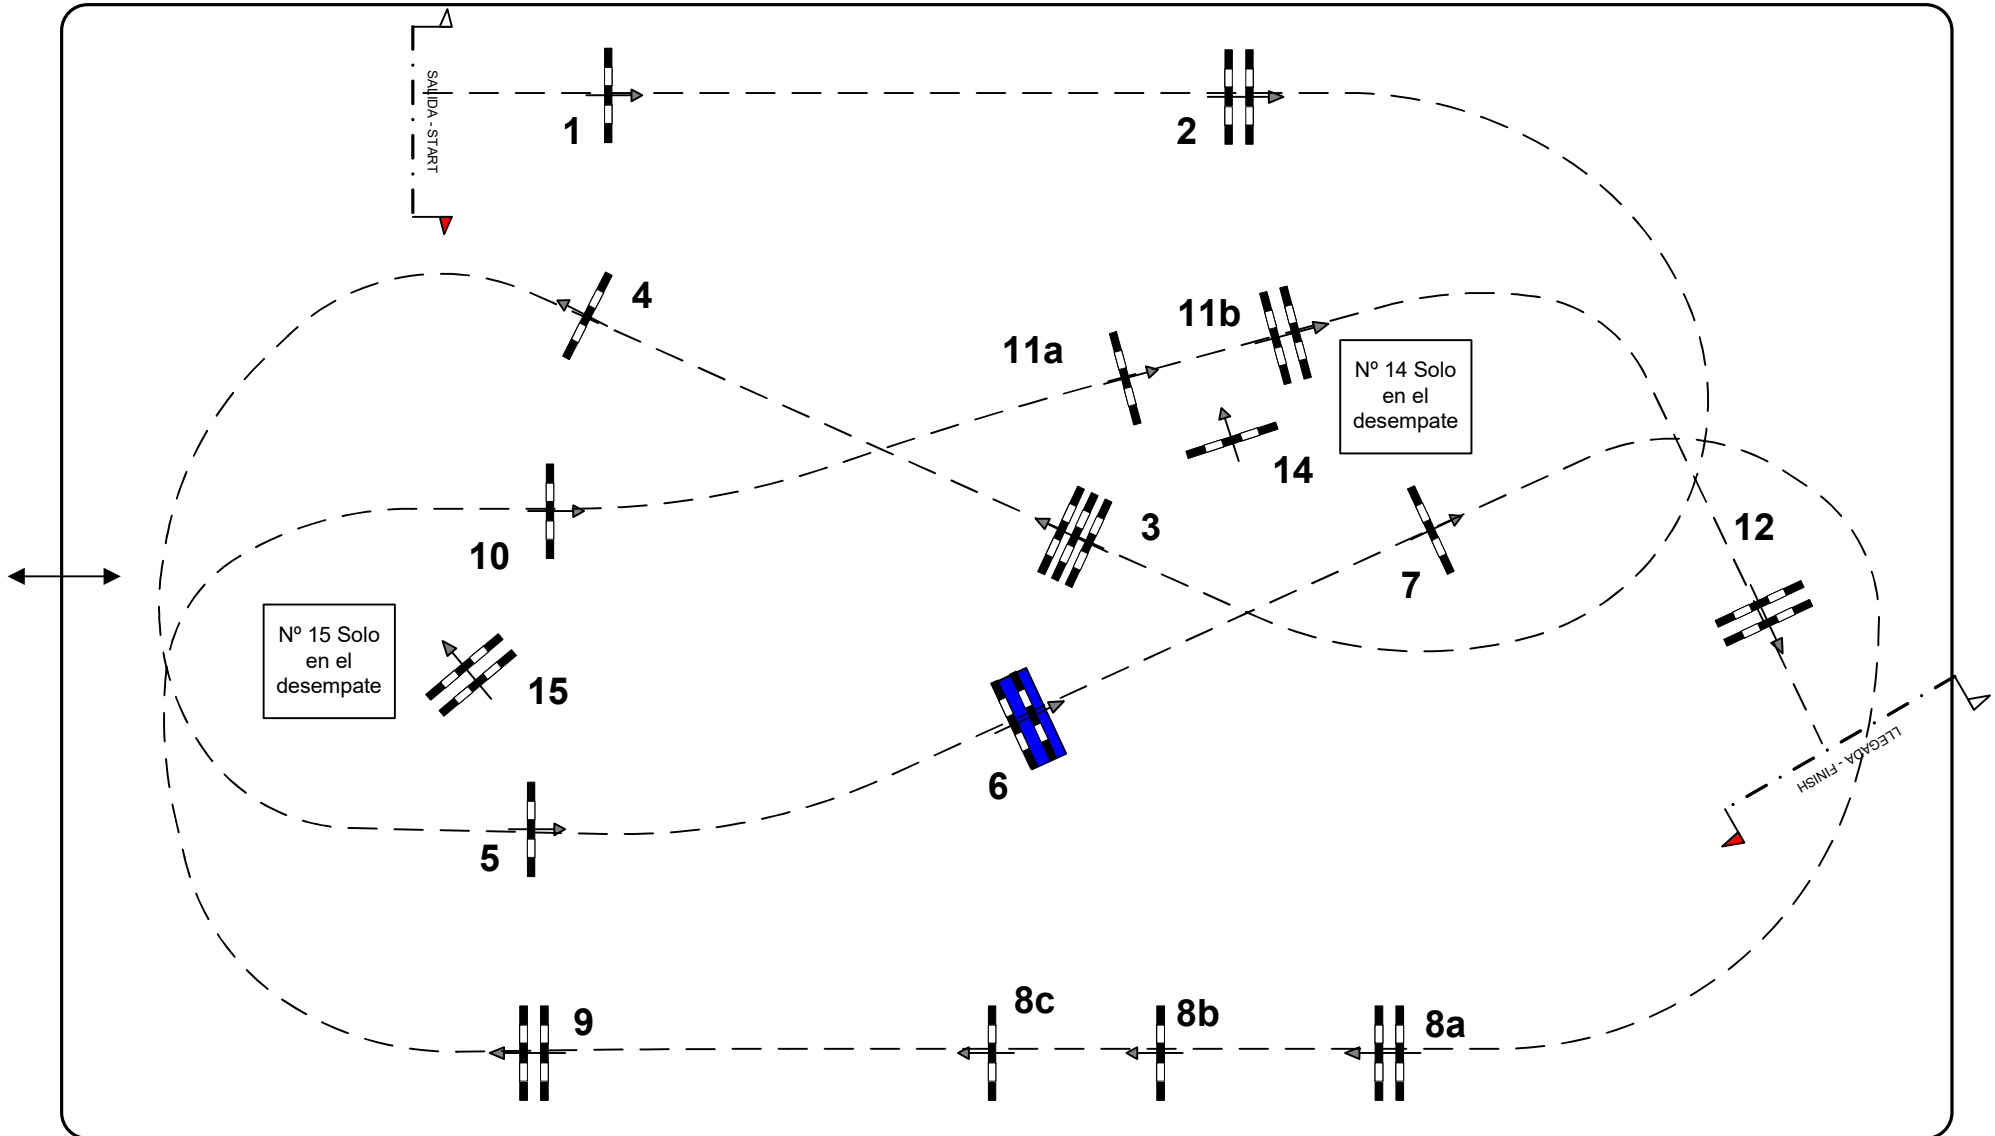 SALIDA - START
1
2
4
11b
11a
Nº 14 Solo
en el
desempate
14
3
12
10
7
Nº 15 Solo
en el
desempate
15
6
LLEGADA - FINISH
5
8c
8b
9
8a